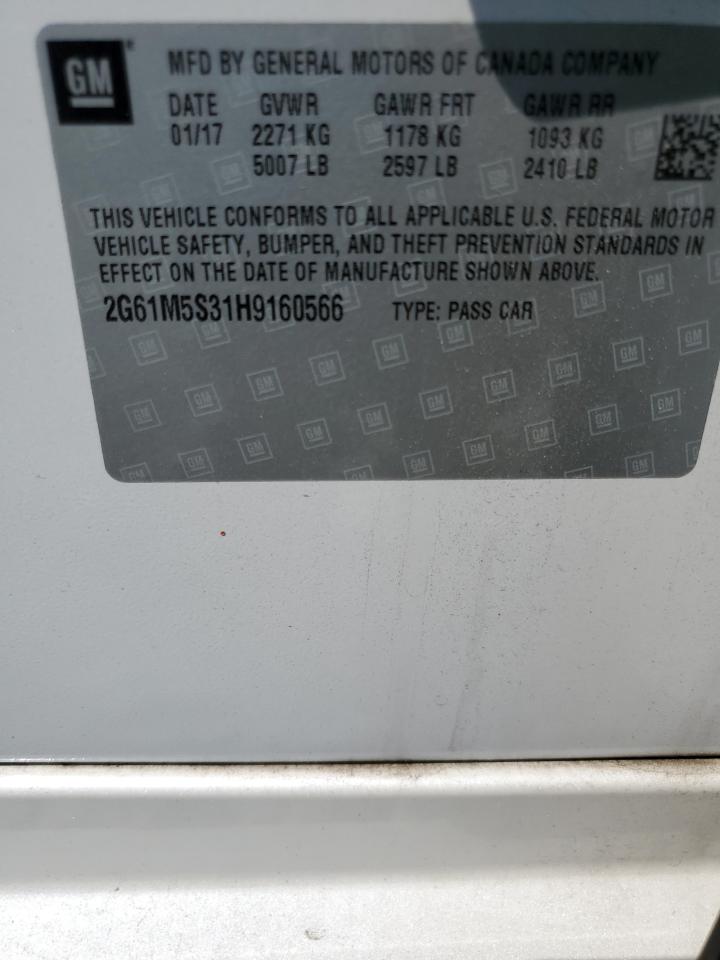 GM
MFD BY GENERAL MOTORS OF CANADA COMPANY
DATE GVWR GAWR FRT GAWR RR
01/17 2271 KG 1178 KG 1093 KG
5007 LB 2597 LB 2410 LB
THIS VEHICLE CONFORMS TO ALL APPLICABLE U.S. FEDERAL MOTOR
VEHICLE SAFETY, BUMPER, AND THEFT PREVENTION STANDARDS IN
EFFECT ON THE DATE OF MANUFACTURE SHOWN ABOVE.
2G61M5S31H9160566 TYPE: PASS CAR